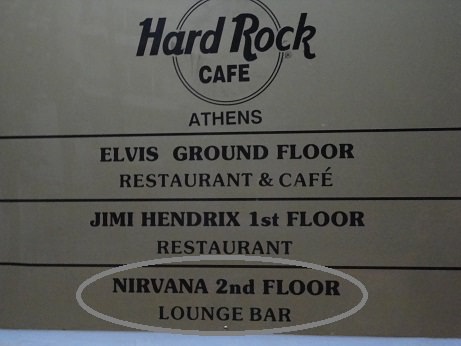 Hard Rock
CAFE
ATHENS
ELVIS GROUND FLOOR
RESTAURANT & CAFÉ
JIMI HENDRIX 1st FLOOR
RESTAURANT
NIRVANA 2nd FLOOR
LOUNGE BAR